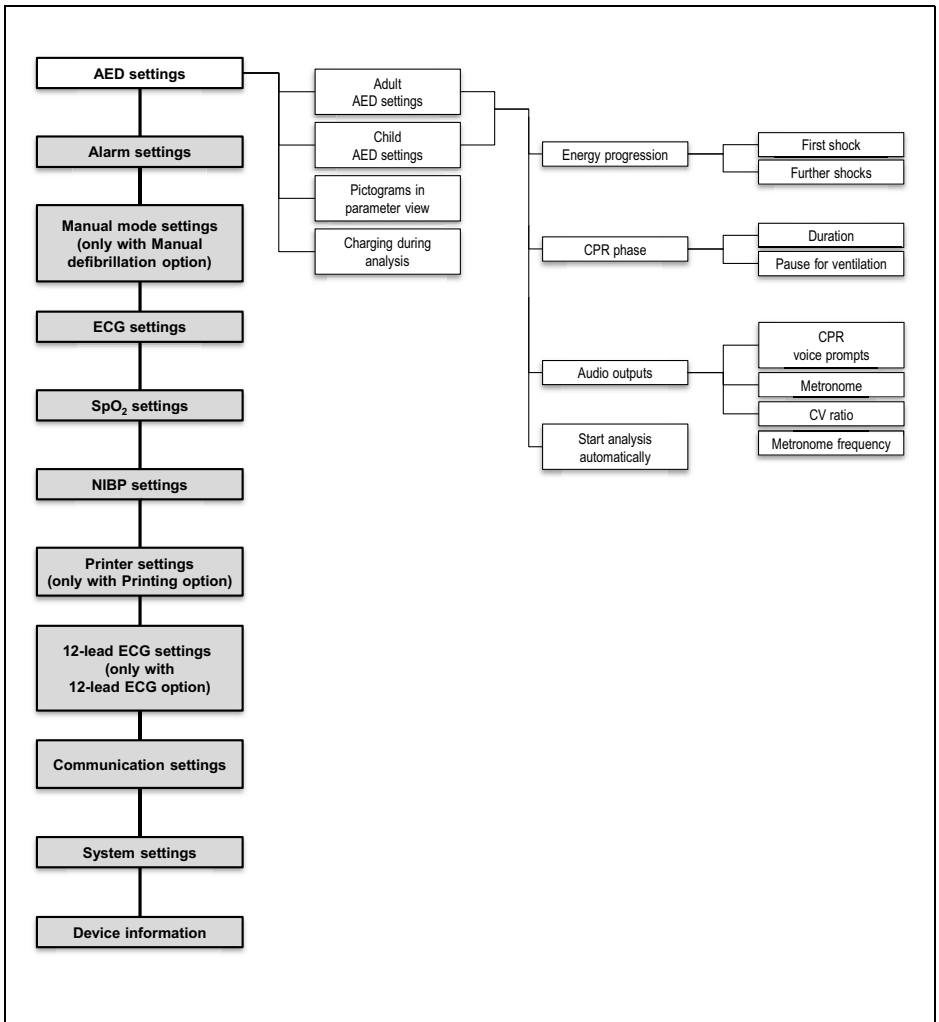 AED settings
Alarm settings
Manual mode settings
(only with Manual
defibrillation option)
ECG settings
SpO₂ settings
NIBP settings
Printer settings
(only with Printing option)
12-lead ECG settings
(only with
12-lead ECG option)
Communication settings
System settings
Device information
Adult
AED settings
Child
AED settings
Pictograms in
parameter view
Charging during
analysis
Energy progression
CPR phase
Audio outputs
Start analysis
automatically
First shock
Further shocks
Duration
Pause for ventilation
CPR
voice prompts
Metronome
CV ratio
Metronome frequency